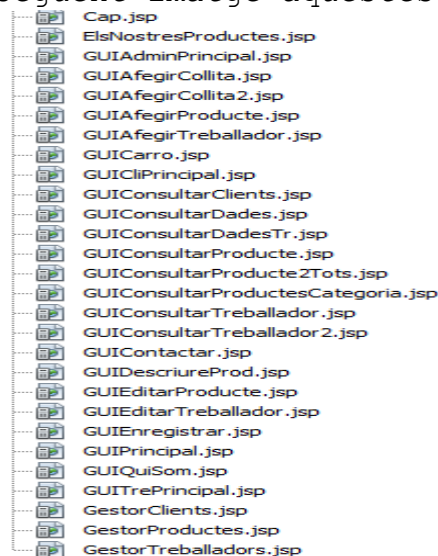 Cap.jsp
ElsNostresProductes.jsp
GUIAdminPrincipal.jsp
GUIAfegirCollita.jsp
GUIAfegirCollita2.jsp
GUIAfegirProducte.jsp
GUIAfegirTreballador.jsp
GUICarro.jsp
GUICliPrincipal.jsp
GUIConsultarClients.jsp
GUIConsultarDades.jsp
GUIConsultarDadesTr.jsp
GUIConsultarProducte.jsp
GUIConsultarProducte2Tots.jsp
GUIConsultarProductesCategoria.jsp
GUIConsultarTreballador.jsp
GUIConsultarTreballador2.jsp
GUIContactar.jsp
GUIDescriureProd.jsp
GUIEditarProducte.jsp
GUIEditarTreballador.jsp
GUIEnregistrar.jsp
GUIPrincipal.jsp
GUIQuiSom.jsp
GUITrePrincipal.jsp
GestorClients.jsp
GestorProductes.jsp
GestorTreballadors.jsp